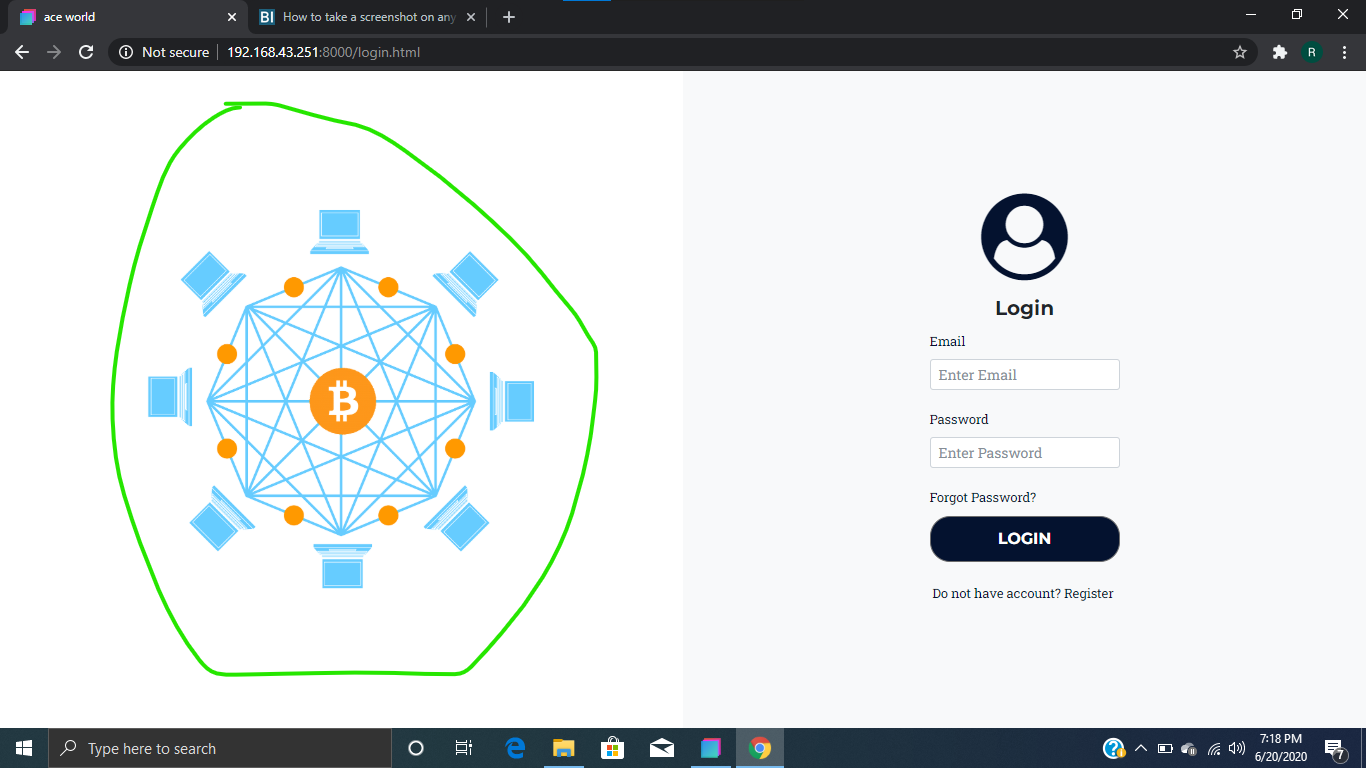 ace world
BI How to take a screenshot on any
Not secure 192.168.43.251:8000/login.html
R
Login
Email
Enter Email
Password
Enter Password
Forgot Password?
LOGIN
Do not have account? Register
Type here to search
7:18 PM
6/20/2020
7